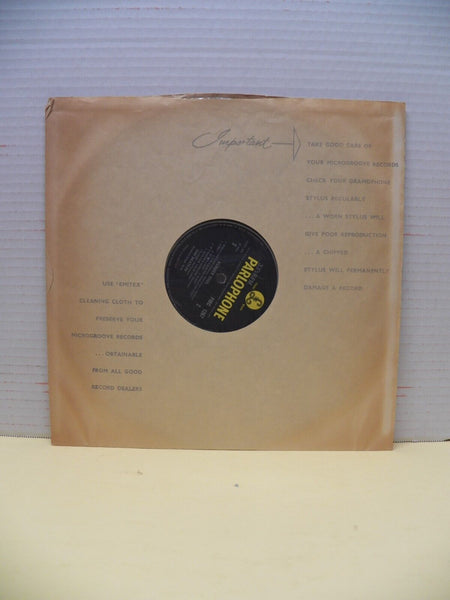 Important
TAKE GOOD CARE OF
YOUR MICROGROOVE RECORDS
CHECK YOUR GRAMOPHONE
STYLUS REGULARLY
... A WORN STYLUS WILL
GIVE POOR REPRODUCTION
... A CHIPPED
STYLUS WILL PERMANENTLY
DAMAGE A RECORD
PARLOPHONE
USE 'EMITEX'
CLEANING CLOTH TO
PRESERVE YOUR
MICROGROOVE RECORDS
... OBTAINABLE
FROM ALL GOOD
RECORD DEALERS